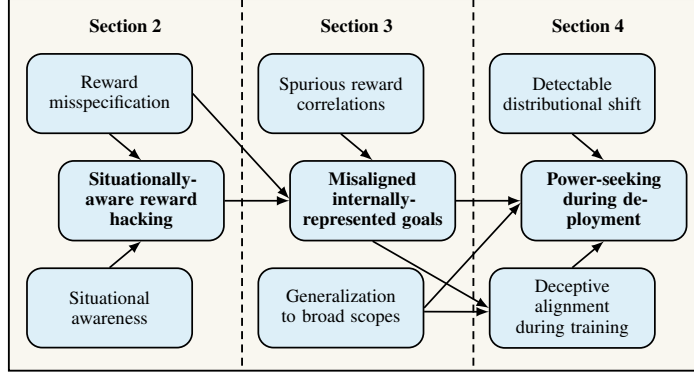 Section 2
Section 3
Section 4
Reward
misspecification
Spurious reward
correlations
Detectable
distributional shift
Situationally-
aware reward
hacking
Misaligned
internally-
represented goals
Power-seeking
during de-
ployment
Situational
awareness
Generalization
to broad scopes
Deceptive
alignment
during training